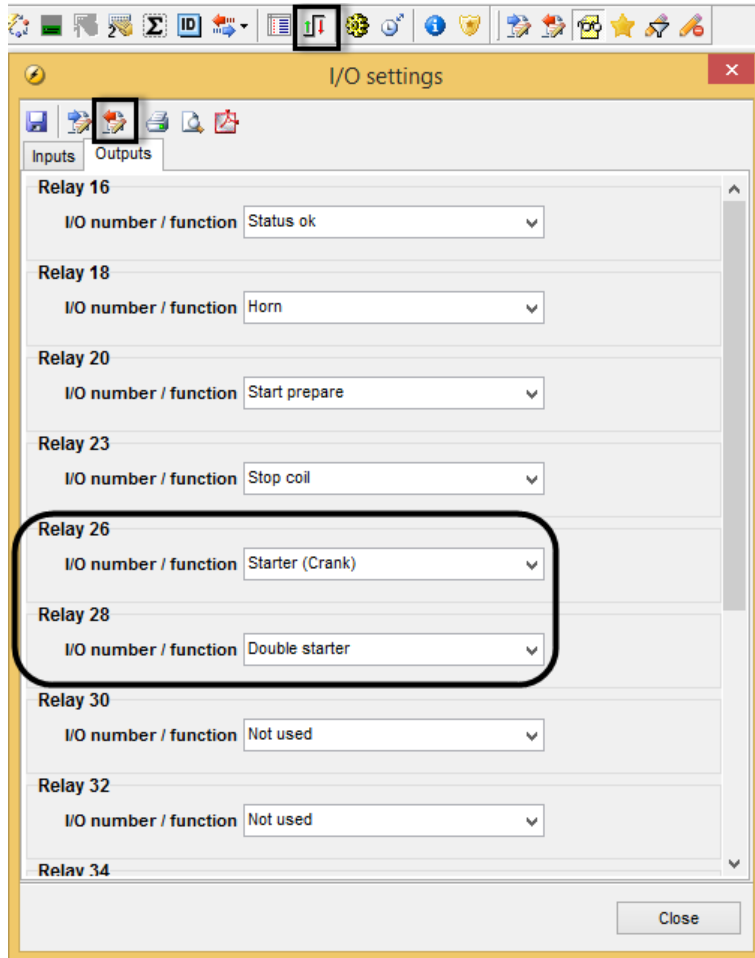 ID
I/O settings
Inputs Outputs
Relay 16
I/O number / function Status ok
Relay 18
I/O number / function Horn
Relay 20
I/O number / function Start prepare
Relay 23
I/O number / function Stop coil
Relay 26
I/O number / function Starter (Crank)
Relay 28
I/O number / function Double starter
Relay 30
I/O number / function Not used
Relay 32
I/O number / function Not used
Relay 34
Close